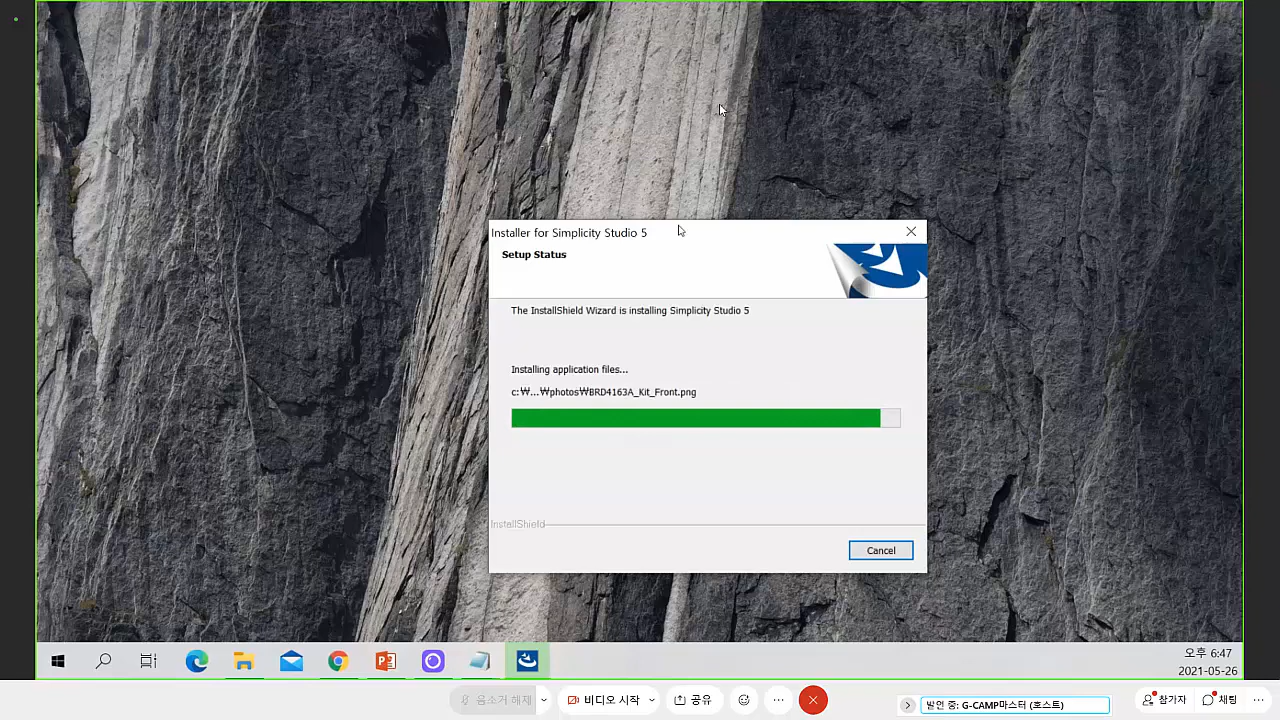 Installer for Simplicity Studio 5
Setup Status
The InstallShield Wizard is installing Simplicity Studio 5
Installing application files...
c:₩...₩photos₩BRD4163A_Kit_Front.png
InstallShield
Cancel
오후 6:47
2021-05-26
음소거 해제
비디오 시작
공유
발언 중: G-CAMP마스터 (호스트)
참가자
채팅